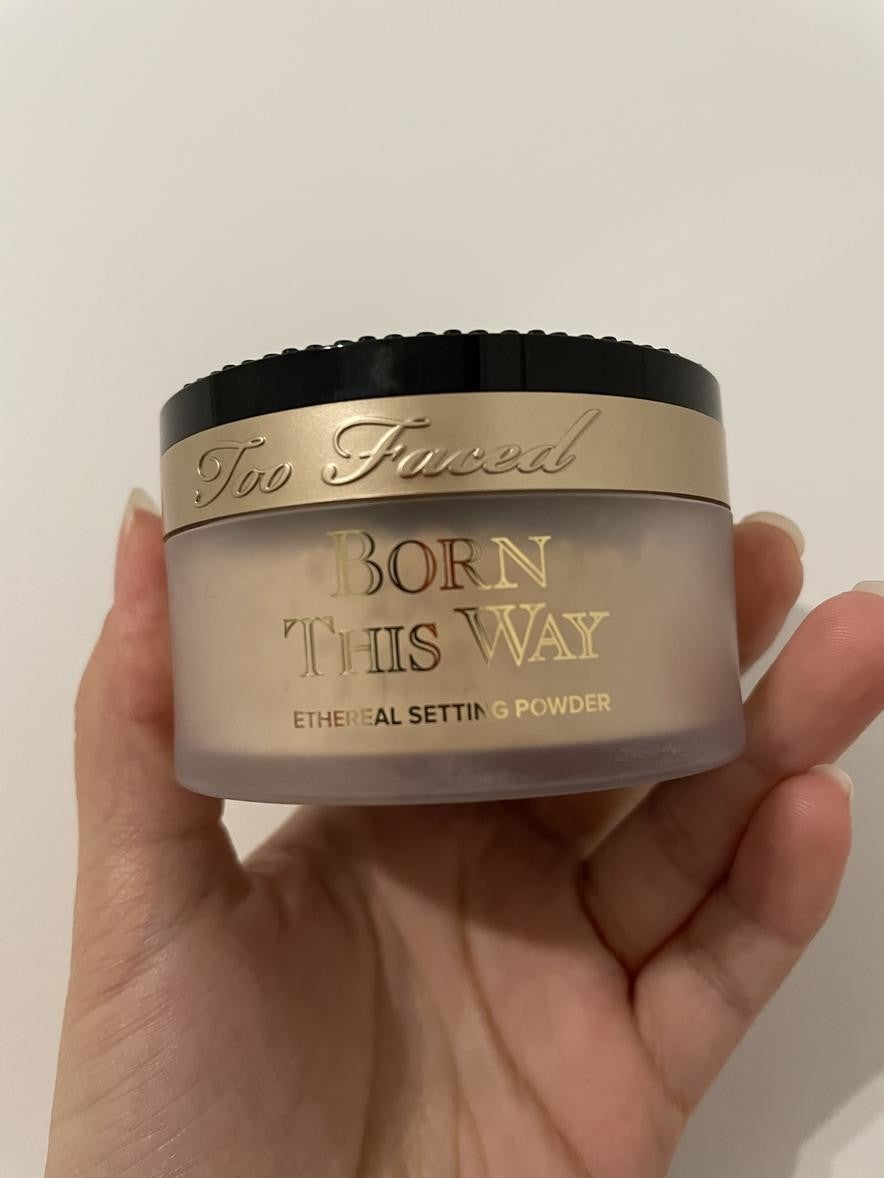 Too Faced
BORN
THIS WAY
ETHEREAL SETTING POWDER